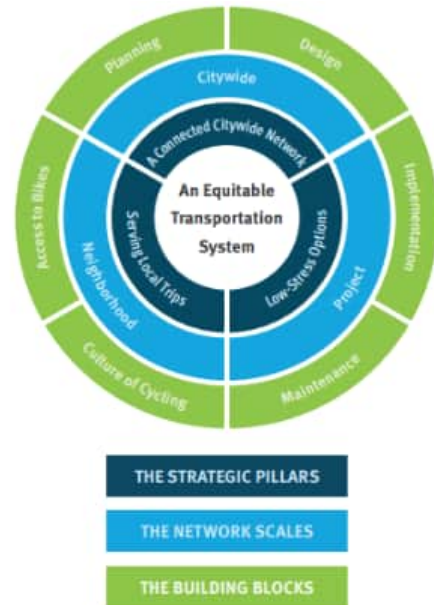 Planning
Design
Citywide
A Connected Citywide Network
Access to Bikes
Implementation
An Equitable
Transportation
System
Serving Local Trips
Low-Stress Options
Neighborhood
Project
Culture of Cycling
Maintenance
THE STRATEGIC PILLARS
THE NETWORK SCALES
THE BUILDING BLOCKS